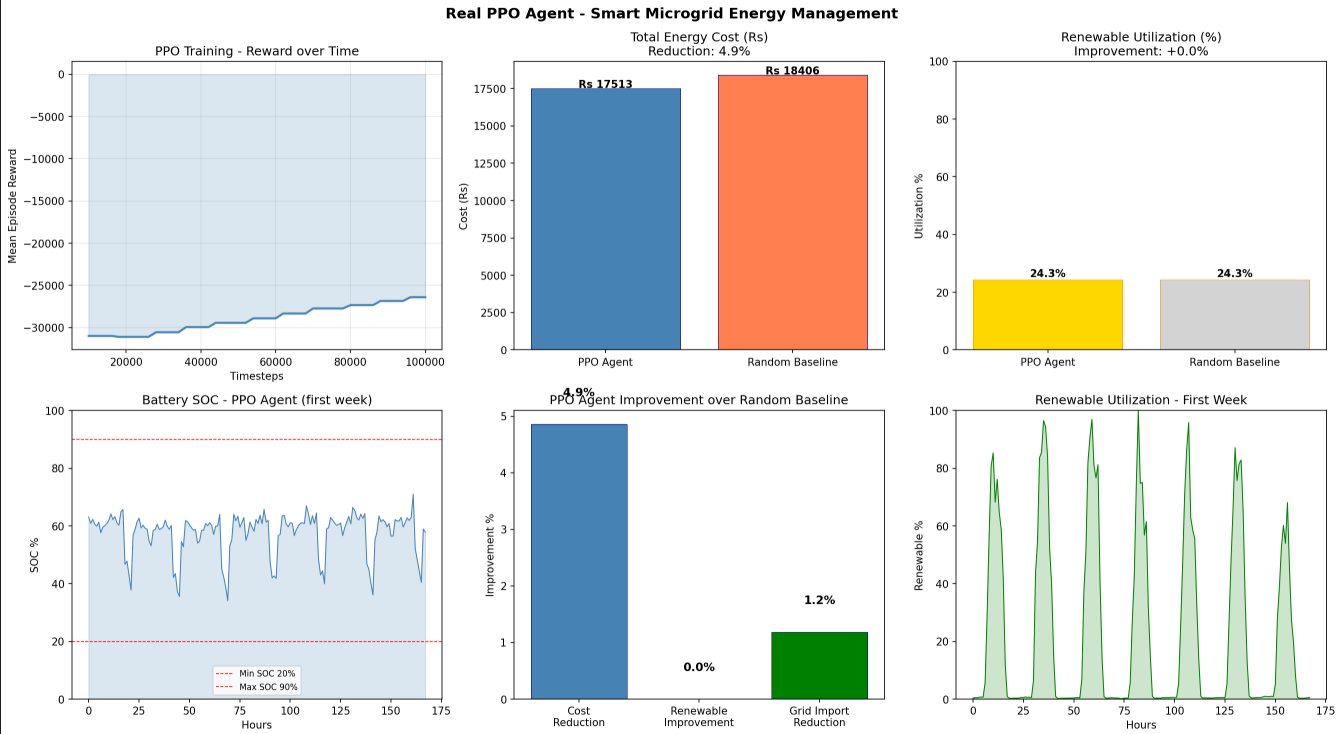 Real PPO Agent - Smart Microgrid Energy Management
PPO Training - Reward over Time
0
−5000
−10000
−15000
−20000
−25000
−30000
Mean Episode Reward
20000 40000 60000 80000 100000
Timesteps
Total Energy Cost (Rs)
Reduction: 4.9%
Rs 17513
Rs 18406
17500
15000
12500
10000
7500
5000
2500
0
Cost (Rs)
PPO Agent Random Baseline
Renewable Utilization (%)
Improvement: +0.0%
100
80
60
40
20
0
Utilization %
24.3%
24.3%
PPO Agent Random Baseline
Battery SOC - PPO Agent (first week)
100
80
60
40
20
0
SOC %
Min SOC 20%
Max SOC 90%
0 25 50 75 100 125 150 175
Hours
4.9%
PPO Agent Improvement over Random Baseline
5
4
3
2
1
0
Improvement %
0.0%
1.2%
Cost
Reduction
Renewable
Improvement
Grid Import
Reduction
Renewable Utilization - First Week
100
80
60
40
20
0
Renewable %
0 25 50 75 100 125 150 175
Hours